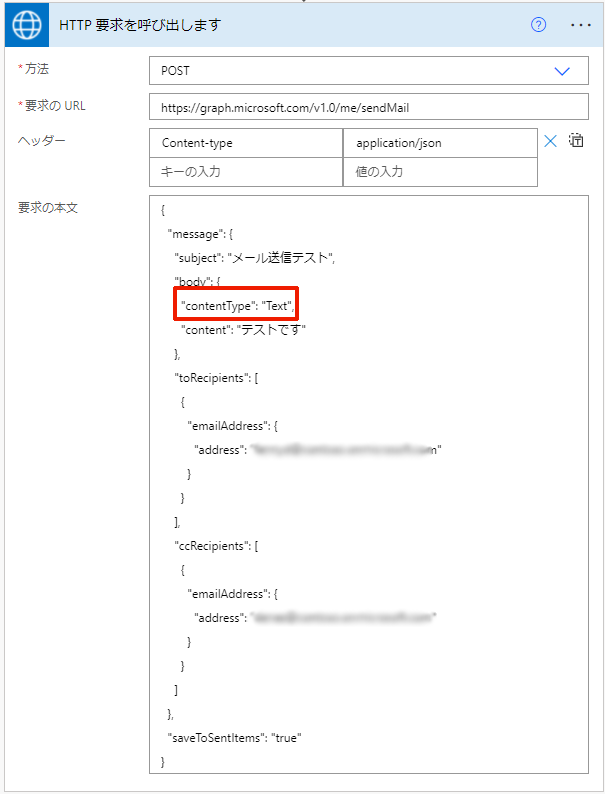 HTTP 要求を呼び出します
*方法
POST
*要求の URL
https://graph.microsoft.com/v1.0/me/sendMail
ヘッダー
Content-type
application/json
キーの入力
値の入力
要求の本文
{
"message": {
"subject": "メール送信テスト",
"body": {
"contentType": "Text",
"content": "テストです"
},
"toRecipients": [
{
"emailAddress": {
"address": "
}
}
],
"ccRecipients": [
{
"emailAddress": {
"address": "
}
}
]
},
"saveToSentItems": "true"
}